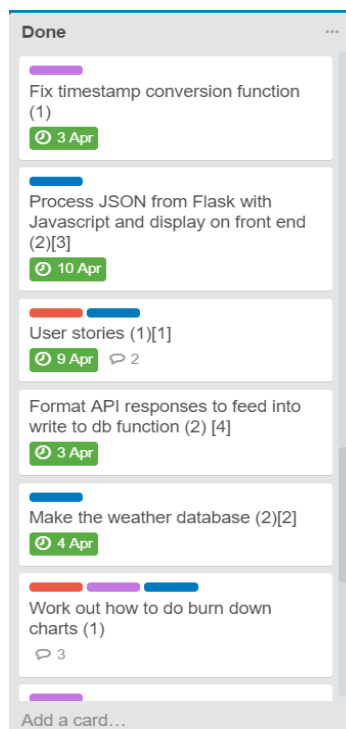 Done
Fix timestamp conversion function
(1)
3 Apr
Process JSON from Flask with
Javascript and display on front end
(2)[3]
10 Apr
User stories (1)[1]
9 Apr 2
Format API responses to feed into
write to db function (2) [4]
3 Apr
Make the weather database (2)[2]
4 Apr
Work out how to do burn down
charts (1)
3
Add a card…